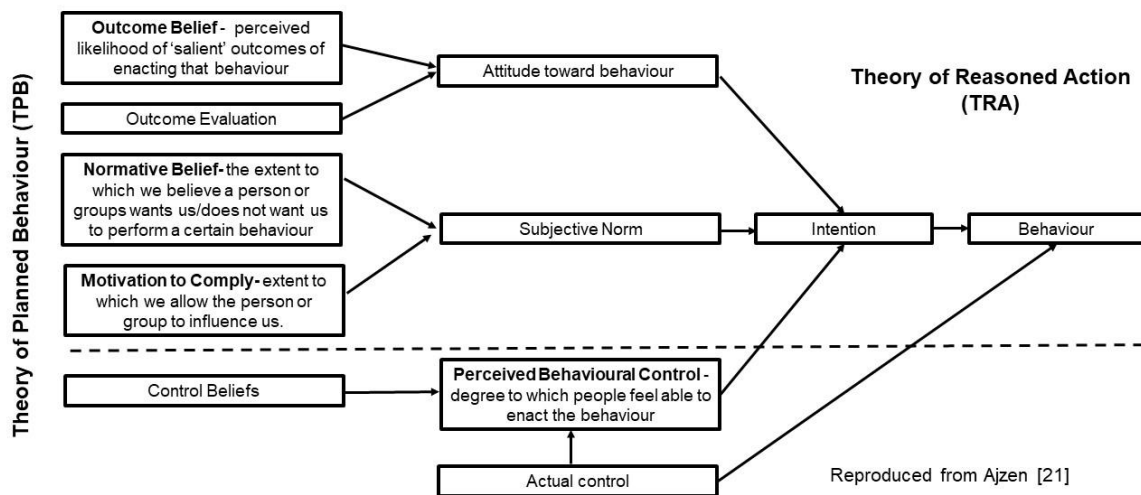 Theory of Planned Behaviour (TPB)
Outcome Belief - perceived
likelihood of ‘salient’ outcomes of
enacting that behaviour
Outcome Evaluation
Attitude toward behaviour
Theory of Reasoned Action
(TRA)
Normative Belief- the extent to
which we believe a person or
groups wants us/does not want us
to perform a certain behaviour
Motivation to Comply- extent to
which we allow the person or
group to influence us.
Subjective Norm
Intention
Behaviour
Control Beliefs
Perceived Behavioural Control -
degree to which people feel able to
enact the behaviour
Actual control
Reproduced from Ajzen [21]